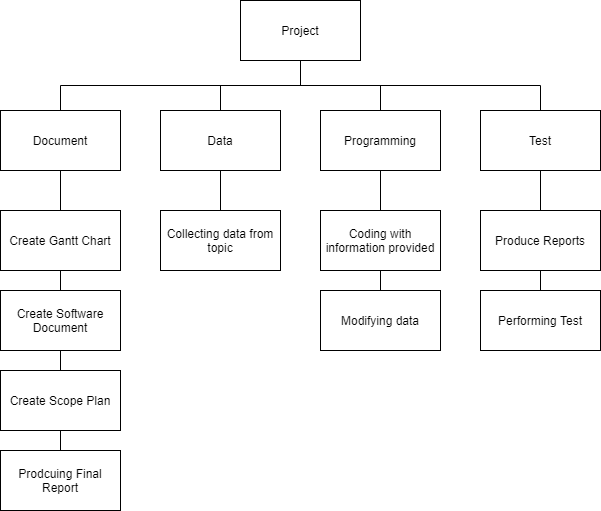 Project
Document
Data
Programming
Test
Create Gantt Chart
Collecting data from
topic
Coding with
information provided
Produce Reports
Create Software
Document
Modifying data
Performing Test
Create Scope Plan
Prodcuing Final
Report